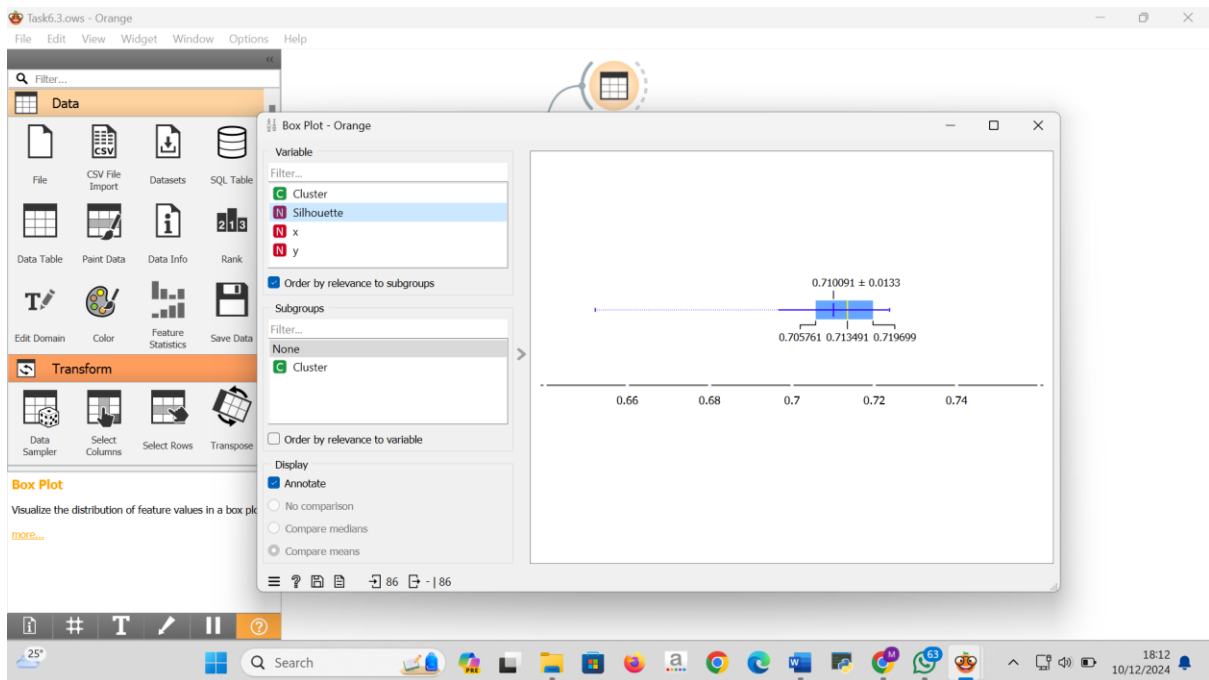 Task6.3.ows - Orange
File Edit View Widget Window Options Help
Filter...
Data
File
CSV File
Import
Datasets
SQL Table
Data Table
Paint Data
Data Info
Rank
Edit Domain
Color
Feature
Statistics
Save Data
Transform
Data
Sampler
Select
Columns
Select Rows
Transpose
Box Plot
Visualize the distribution of feature values in a box plo
more...
Box Plot - Orange
Variable
Filter...
C Cluster
N Silhouette
N x
N y
Order by relevance to subgroups
Subgroups
Filter...
None
C Cluster
Order by relevance to variable
Display
Annotate
No comparison
Compare medians
Compare means
86 - | 86
0.710091 ± 0.0133
0.705761 0.713491 0.719699
0.66 0.68 0.7 0.72 0.74
25°
Search
PRE
M
63
18:12
10/12/2024